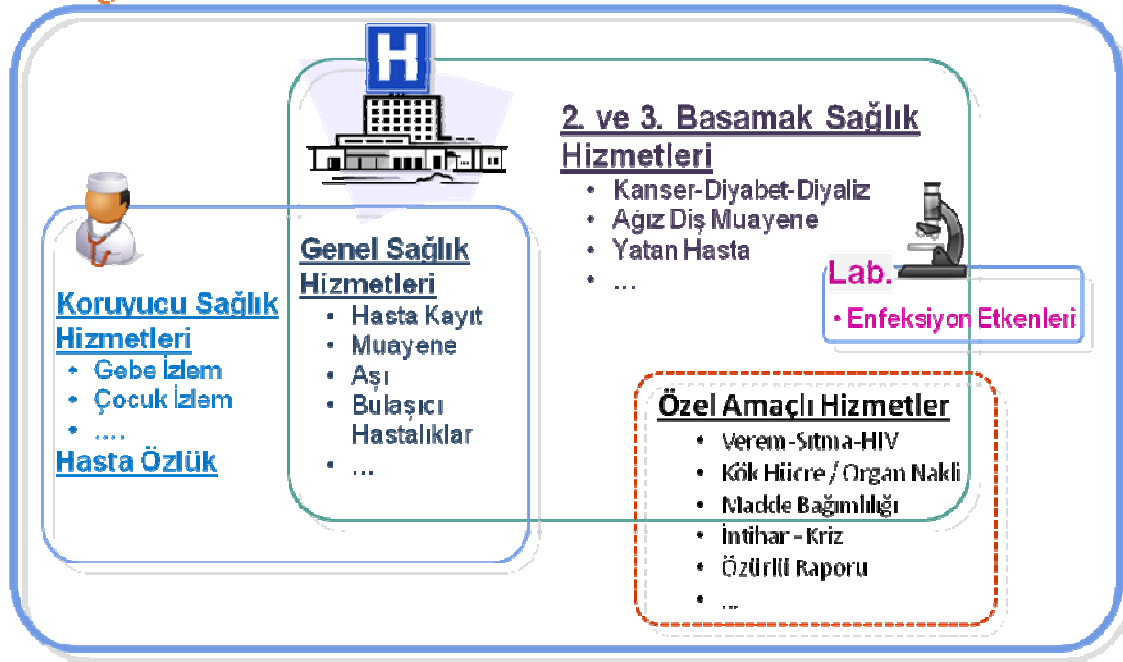 H
2. ve 3. Basamak Sağlık
Hizmetleri
• Kanser-Diyabet-Diyaliz
• Ağız Diş Muayene
• Yatan Hasta
• ...
Genel Sağlık
Hizmetleri
• Hasta Kayıt
• Muayene
• Aşı
• Bulaşıcı
Hastalıklar
• ...
Koruyucu Sağlık
Hizmetleri
• Gebe İzlem
• Çocuk İzlem
• ....
Hasta Özlük
Lab.
• Enfeksiyon Etkenleri
Özel Amaçlı Hizmetler
• Verem-Sıtma-HIV
• Kök Hücre / Organ Nakli
• Madde Bağımlılığı
• İntihar - Kriz
• Özürlü Raporu
• ...